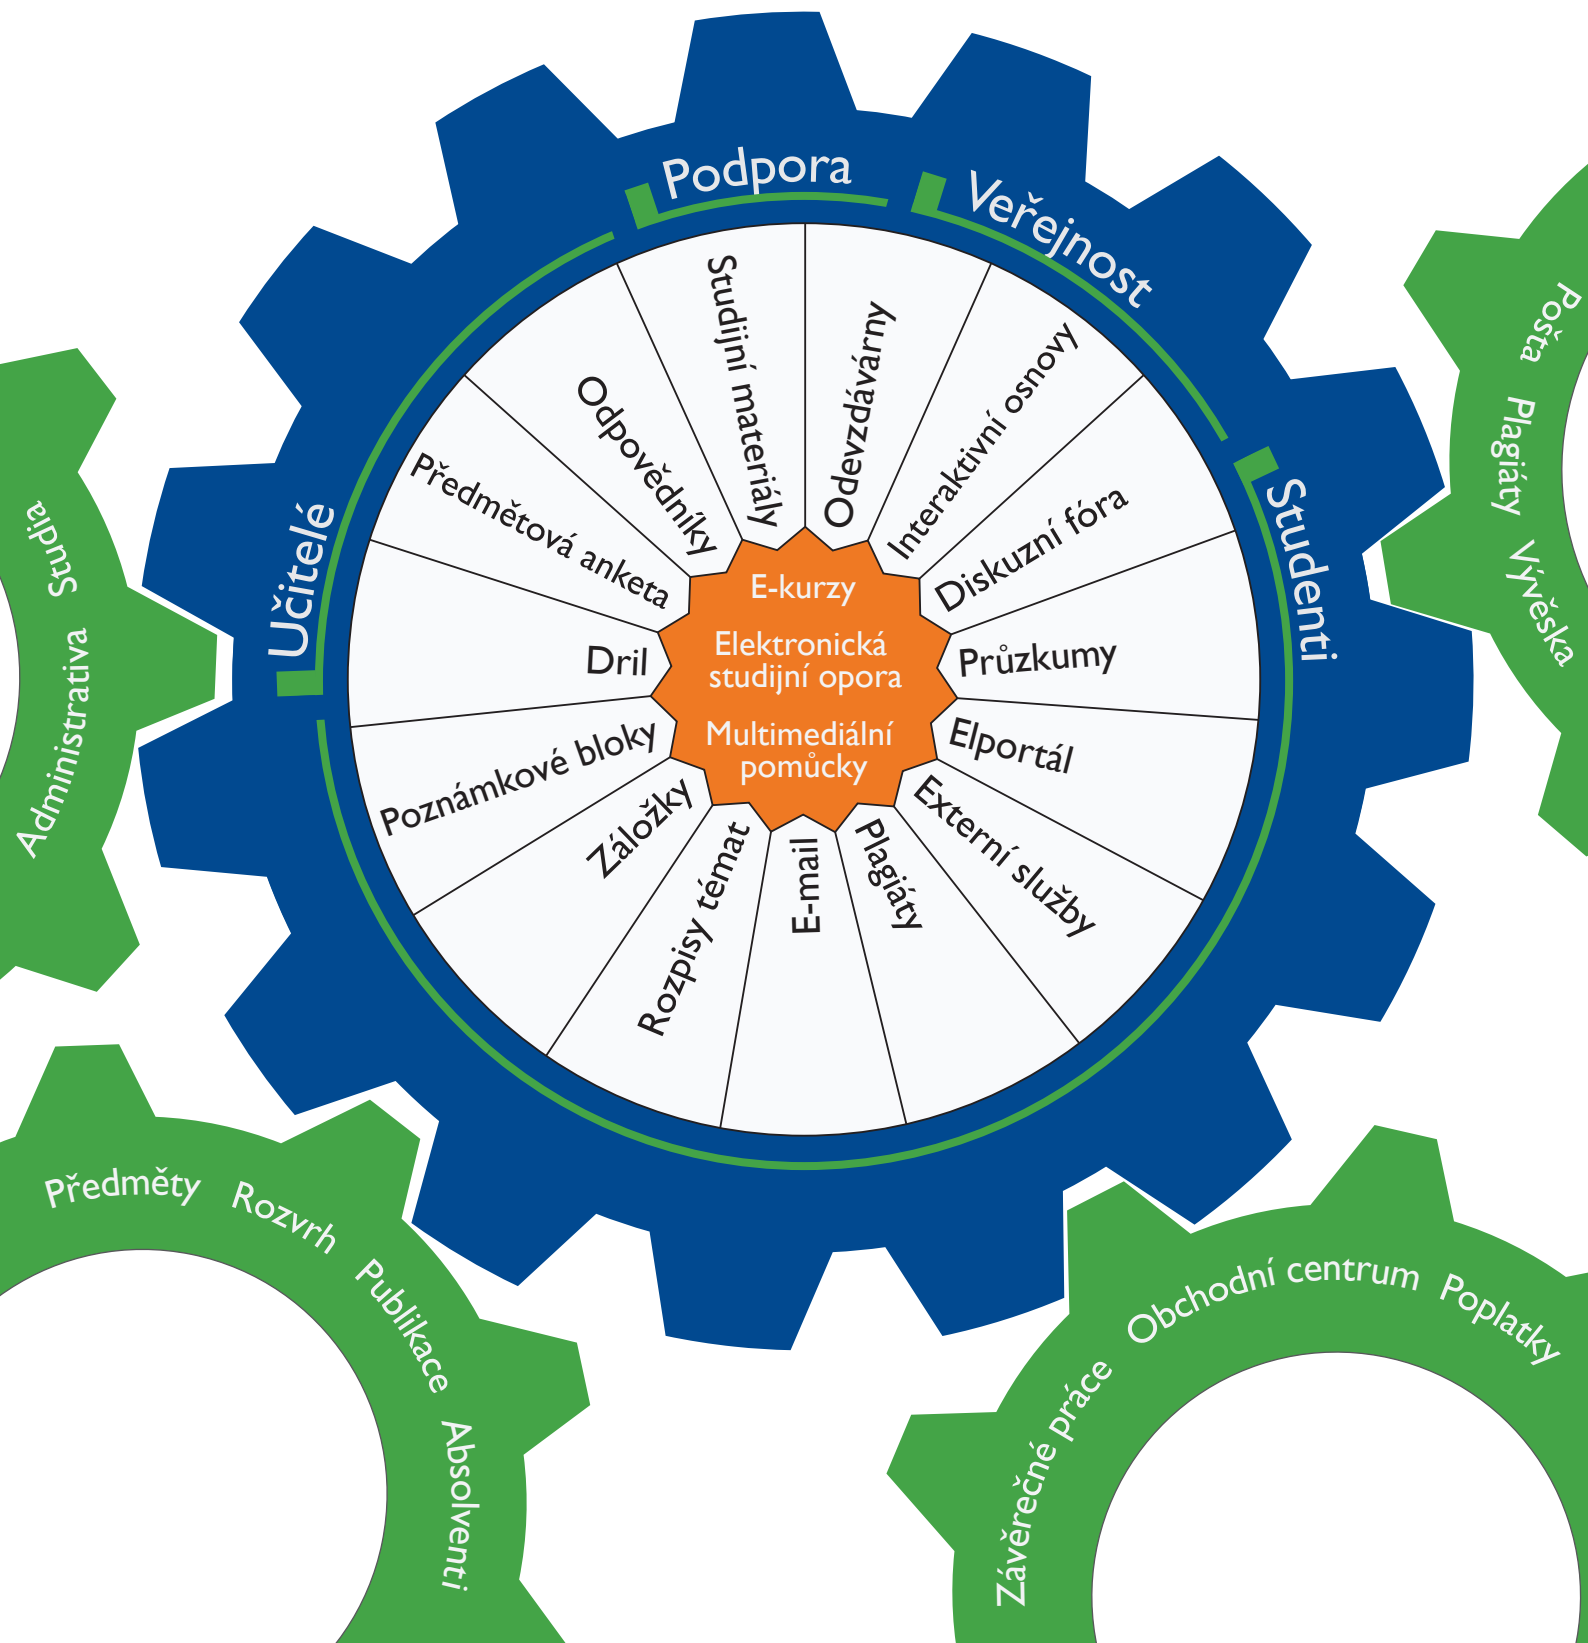 Podpora
Veřejnost
Studenti
Učitelé
Studijní materiály
Odevzdávárny
Interaktivní osnovy
Diskuzní fóra
Průzkumy
Elportál
Externí služby
Plagiáty
E-mail
Rozpisy témat
Záložky
Poznámkové bloky
Dril
Předmětová anketa
Odpovědníky
E-kurzy
Elektronická
studijní opora
Multimediální
pomůcky
Administrativa Studia
Pošta Plagiáty Vývěska
Předměty Rozvrh Publikace Absolventi
Závěrečné práce Obchodní centrum Poplatky